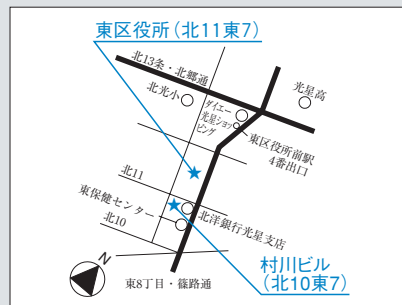 東区役所(北11東7)
北13条・北郷通
光星高
北光小
ダイエー
光星ショッ
ピング
東区役所前駅
4番出口
北11
東保健センター
北洋銀行光星支店
北10
N
村川ビル
(北10東7)
東8丁目・篠路通